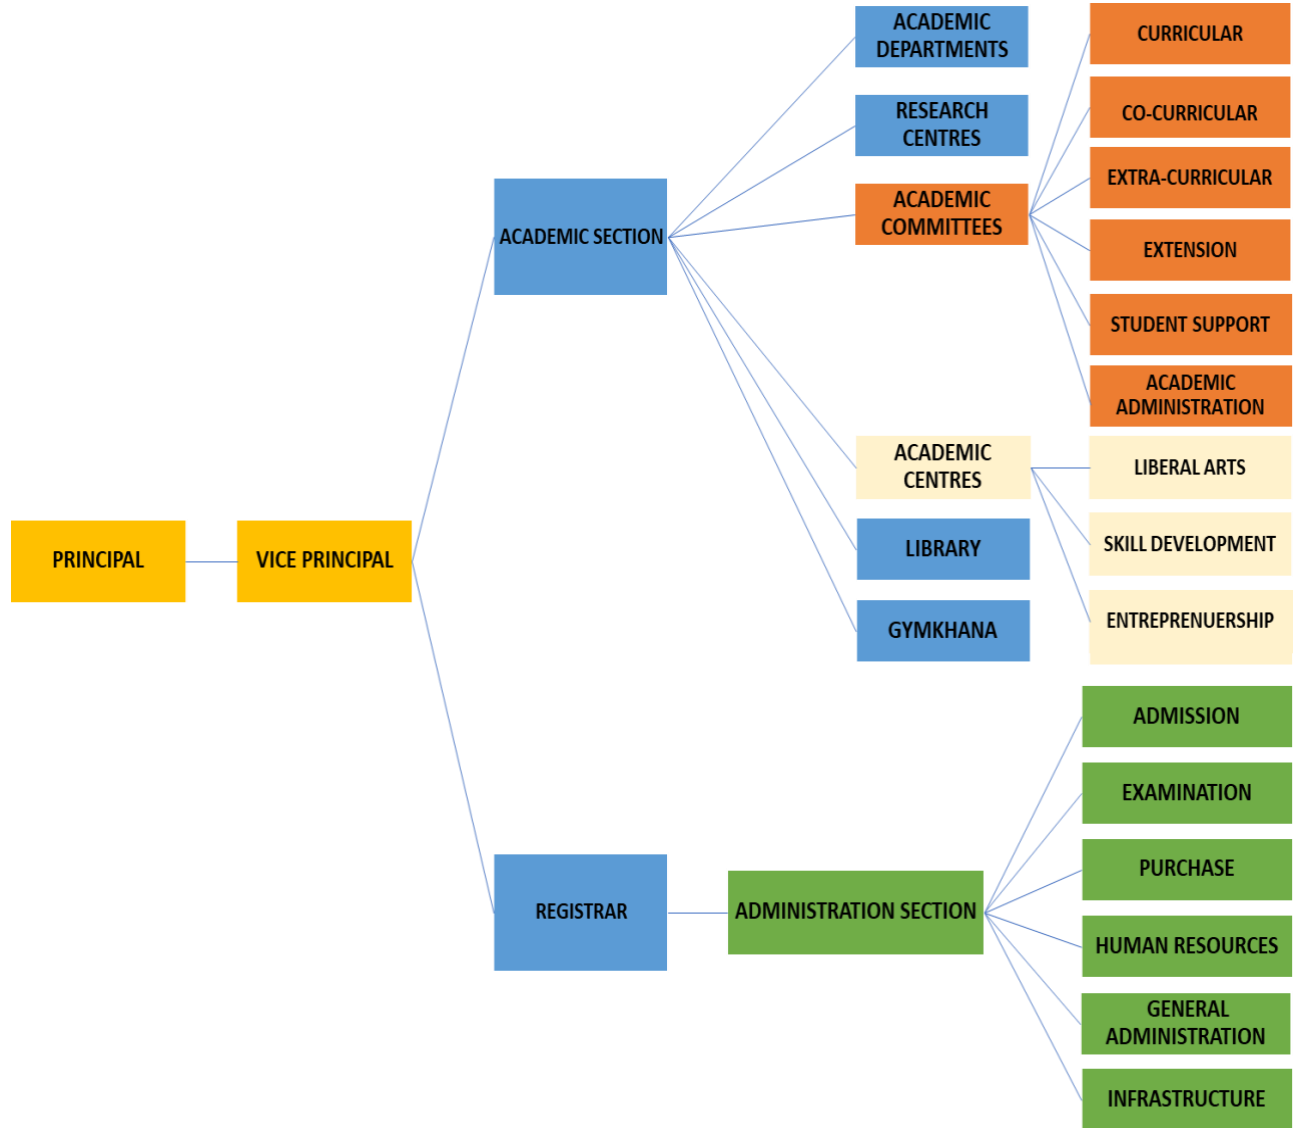 PRINCIPAL
VICE PRINCIPAL
ACADEMIC SECTION
ACADEMIC
DEPARTMENTS
RESEARCH
CENTRES
ACADEMIC
COMMITTEES
CURRICULAR
CO-CURRICULAR
EXTRA-CURRICULAR
EXTENSION
STUDENT SUPPORT
ACADEMIC
ADMINISTRATION
ACADEMIC
CENTRES
LIBERAL ARTS
SKILL DEVELOPMENT
ENTREPRENUERSHIP
LIBRARY
GYMKHANA
REGISTRAR
ADMINISTRATION SECTION
ADMISSION
EXAMINATION
PURCHASE
HUMAN RESOURCES
GENERAL
ADMINISTRATION
INFRASTRUCTURE